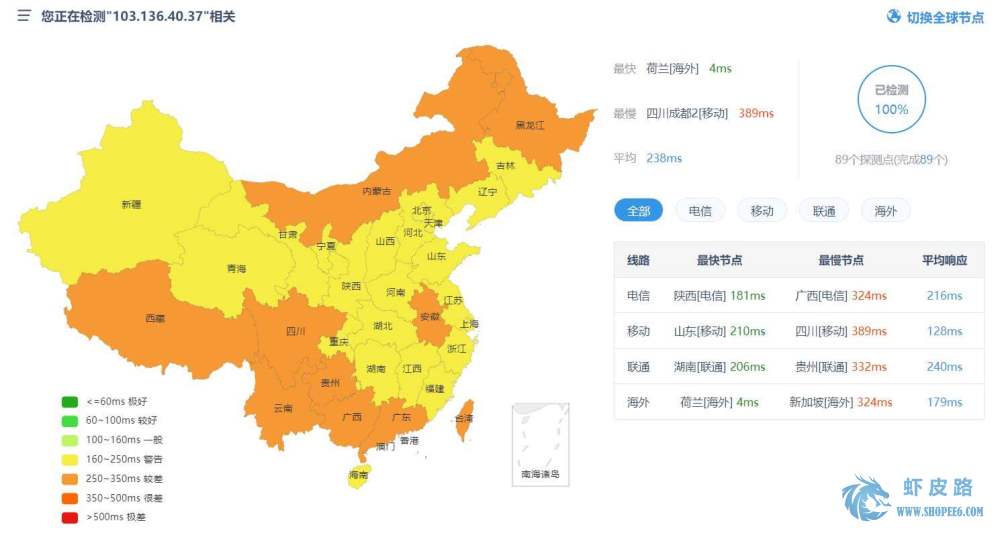 您正在检测"103.136.40.37"相关
切换全球节点
最快 荷兰[海外] 4ms
最慢 四川成都2[移动] 389ms
平均 238ms
已检测
100%
89个探测点(完成89个)
全部 电信 移动 联通 海外
线路 最快节点 最慢节点 平均响应
电信 陕西[电信] 181ms 广西[电信] 324ms 216ms
移动 山东[移动] 210ms 四川[移动] 389ms 128ms
联通 湖南[联通] 206ms 贵州[联通] 332ms 240ms
海外 荷兰[海外] 4ms 新加坡[海外] 324ms 179ms
黑龙江
吉林
辽宁
内蒙古
新疆
北京
天津
甘肃
宁夏
山西
河北
山东
青海
陕西
河南
江苏
西藏
四川
重庆
湖北
安徽
上海
浙江
贵州
湖南
江西
福建
云南
广西
广东
台湾
香港
澳门
海南
南海诸岛
<=60ms 极好
60~100ms 较好
100~160ms 一般
160~250ms 警告
250~350ms 较差
350~500ms 很差
>500ms 极差
虾皮路
WWW.SHOPEE6.COM